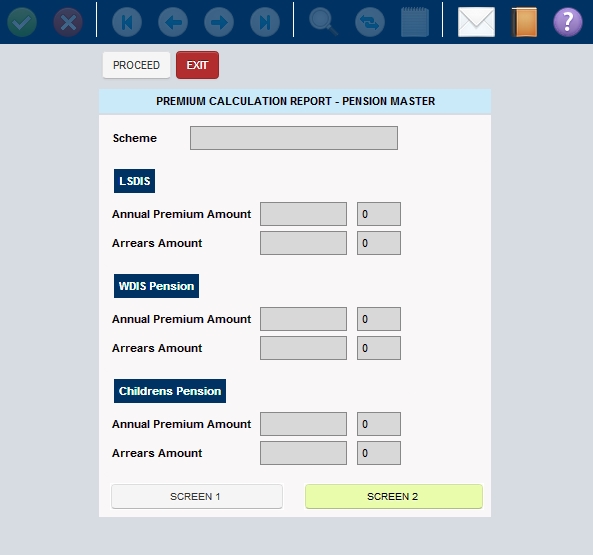 ?
PROCEED EXIT
PREMIUM CALCULATION REPORT - PENSION MASTER
Scheme
LSDIS
Annual Premium Amount 0
Arrears Amount 0
WDIS Pension
Annual Premium Amount 0
Arrears Amount 0
Childrens Pension
Annual Premium Amount 0
Arrears Amount 0
SCREEN 1 SCREEN 2